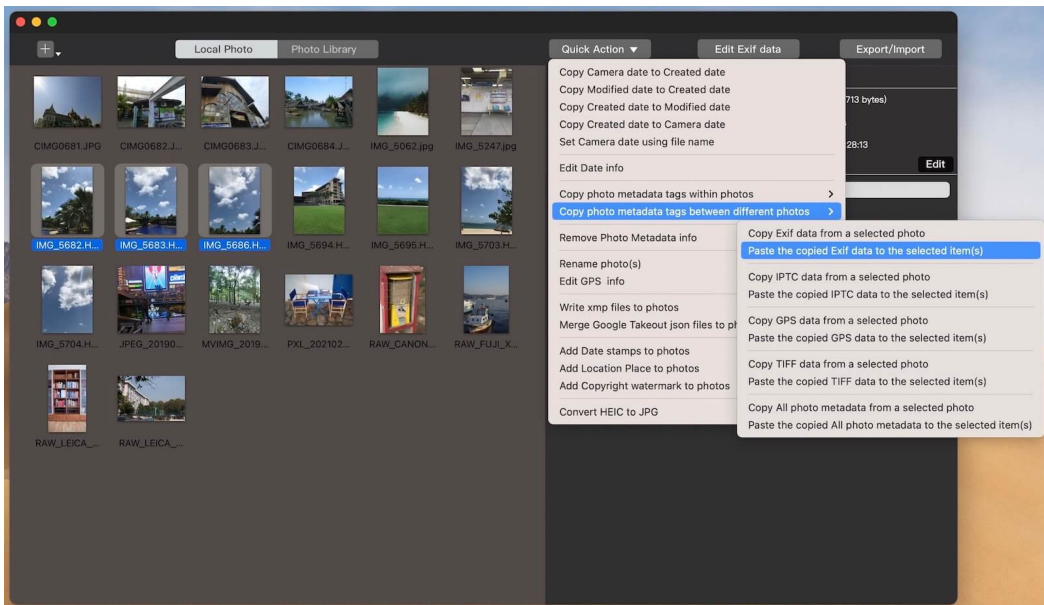 Local Photo
Photo Library
Quick Action ▼
Edit Exif data
Export/Import
CIMG0681.JPG
CIMG0682.J...
CIMG0683.J...
CIMG0684.J...
IMG_5062.jpg
IMG_5247.jpg
IMG_5682.H...
IMG_5683.H...
IMG_5686.H...
IMG_5694.H...
IMG_5695.H...
IMG_5703.H...
IMG_5704.H...
JPEG_20190...
MVIMG_2019...
PXL_202102...
RAW_CANON...
RAW_FUJI_X...
RAW_LEICA_...
RAW_LEICA_...
Copy Camera date to Created date
Copy Modified date to Created date
Copy Created date to Modified date
Copy Created date to Camera date
Set Camera date using file name
Edit Date info
Copy photo metadata tags within photos
Copy photo metadata tags between different photos
Remove Photo Metadata info
Rename photo(s)
Edit GPS info
Write xmp files to photos
Merge Google Takeout json files to ph
Add Date stamps to photos
Add Location Place to photos
Add Copyright watermark to photos
Convert HEIC to JPG
713 bytes)
28:13
Edit
Copy Exif data from a selected photo
Paste the copied Exif data to the selected item(s)
Copy IPTC data from a selected photo
Paste the copied IPTC data to the selected item(s)
Copy GPS data from a selected photo
Paste the copied GPS data to the selected item(s)
Copy TIFF data from a selected photo
Paste the copied TIFF data to the selected item(s)
Copy All photo metadata from a selected photo
Paste the copied All photo metadata to the selected item(s)